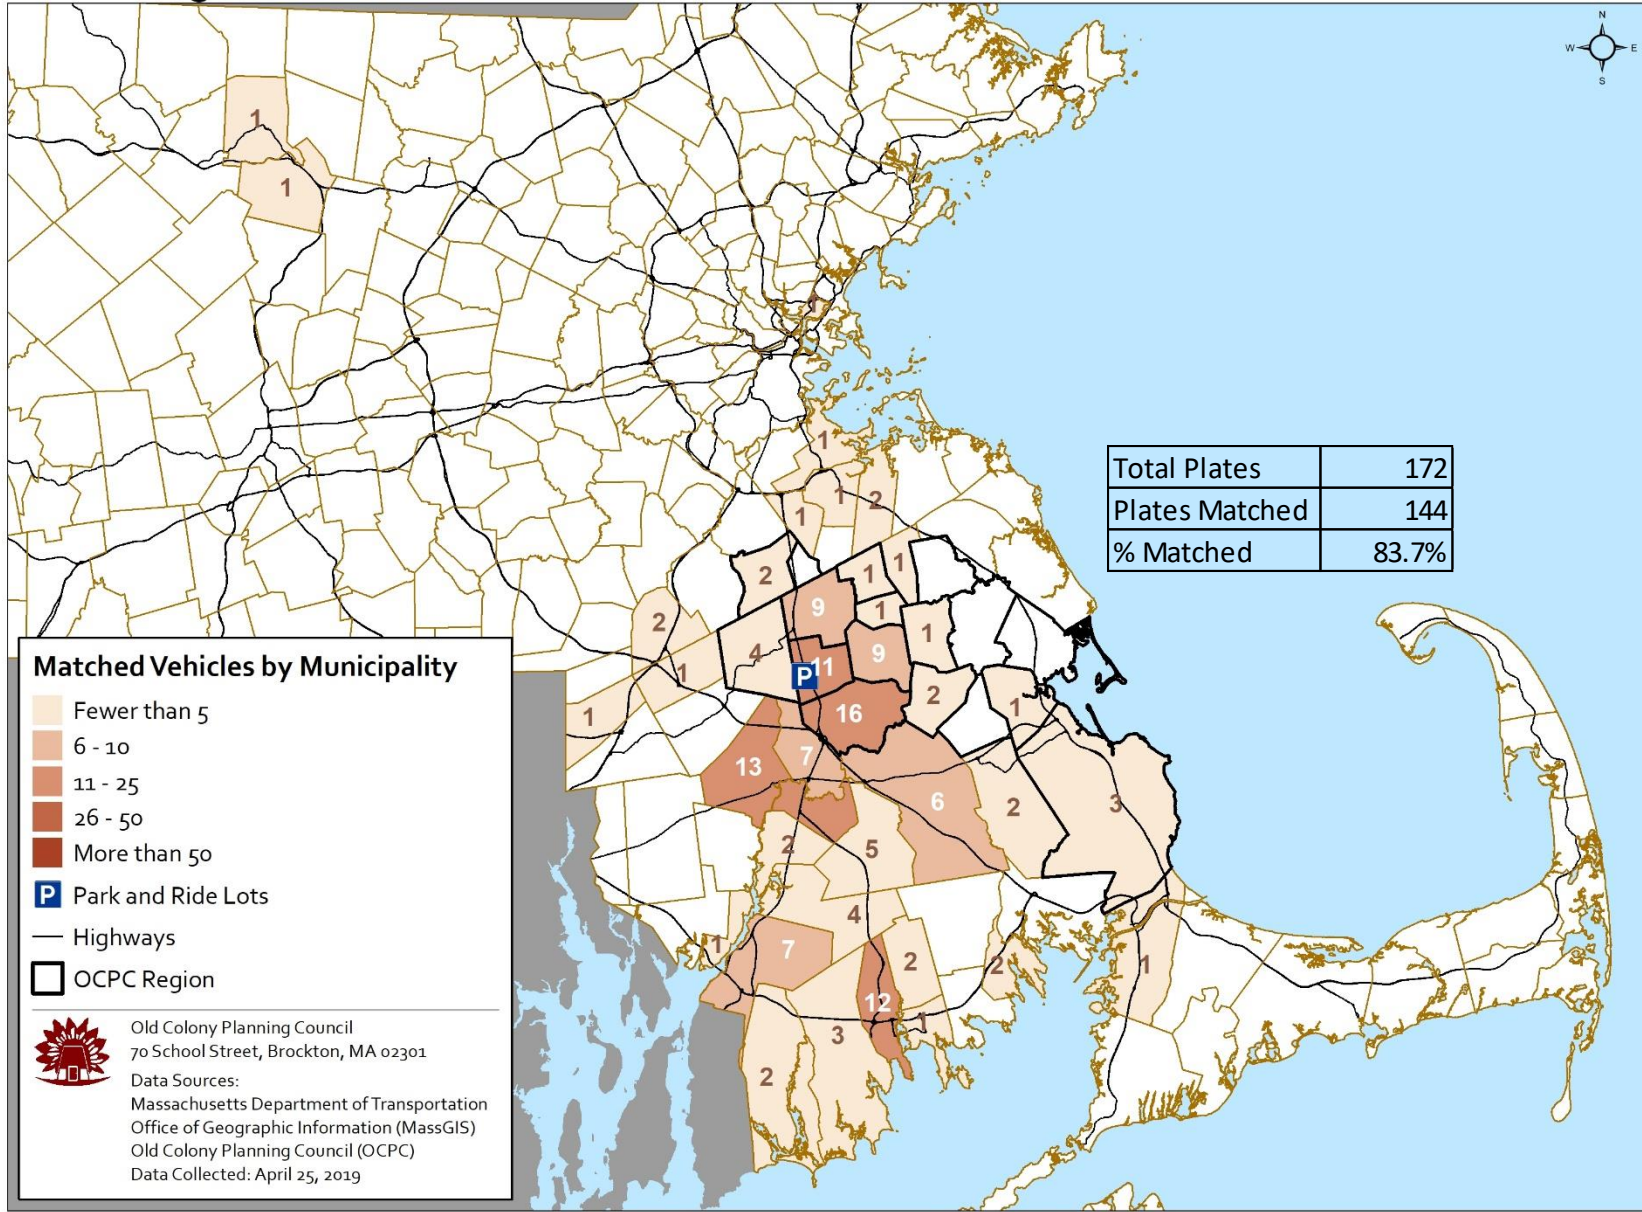 N
W E
S
1
1
1
1
1
2
1
2
1
1
9
1
2
1
4
9
1
11
P
1
2
1
16
1
7
13
6
2
3
2
5
4
1
7
2
2
1
12
1
3
2
Total Plates 172
Plates Matched 144
% Matched 83.7%
Matched Vehicles by Municipality
Fewer than 5
6 - 10
11 - 25
26 - 50
More than 50
P Park and Ride Lots
Highways
OCPC Region
Old Colony Planning Council
70 School Street, Brockton, MA 02301
Data Sources:
Massachusetts Department of Transportation
Office of Geographic Information (MassGIS)
Old Colony Planning Council (OCPC)
Data Collected: April 25, 2019